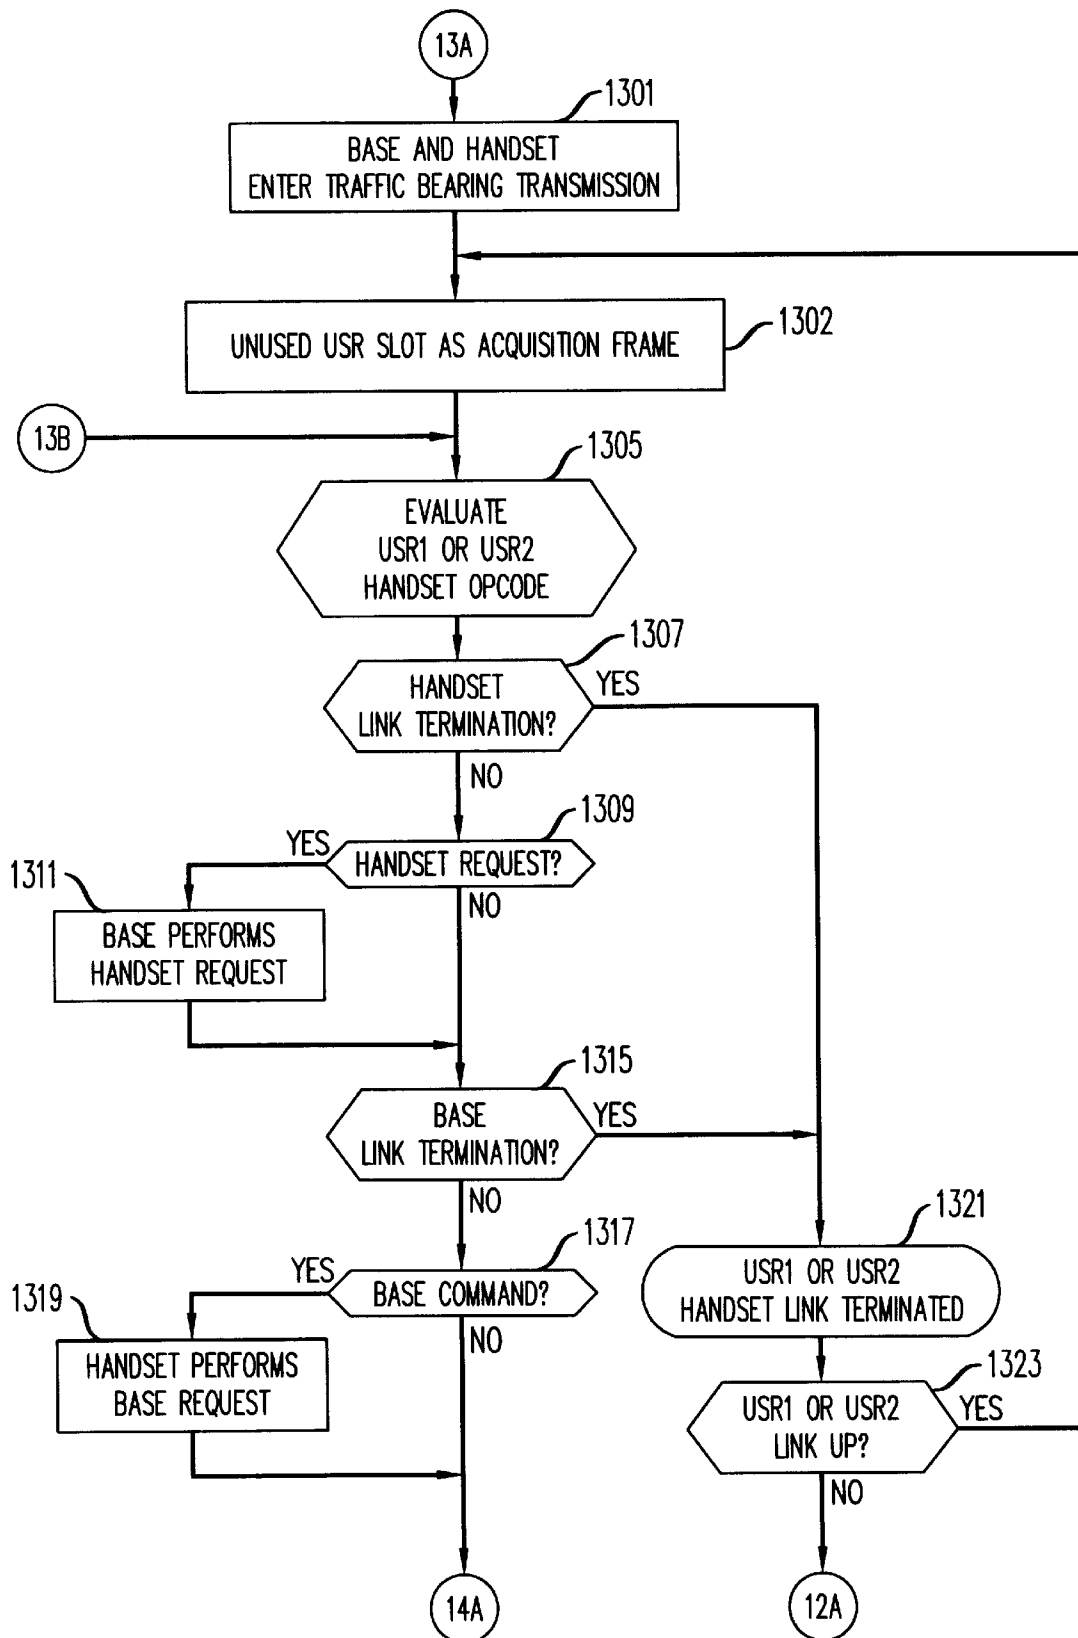 13A
1301
BASE AND HANDSET
ENTER TRAFFIC BEARING TRANSMISSION
1302
UNUSED USR SLOT AS ACQUISITION FRAME
13B
1305
EVALUATE
USR1 OR USR2
HANDSET OPCODE
1307
HANDSET
LINK TERMINATION?
YES
NO
1309
YES
HANDSET REQUEST?
NO
1311
BASE PERFORMS
HANDSET REQUEST
1315
BASE
LINK TERMINATION?
YES
NO
1317
YES
BASE COMMAND?
NO
1319
HANDSET PERFORMS
BASE REQUEST
1321
USR1 OR USR2
HANDSET LINK TERMINATED
1323
USR1 OR USR2
LINK UP?
YES
NO
14A
12A